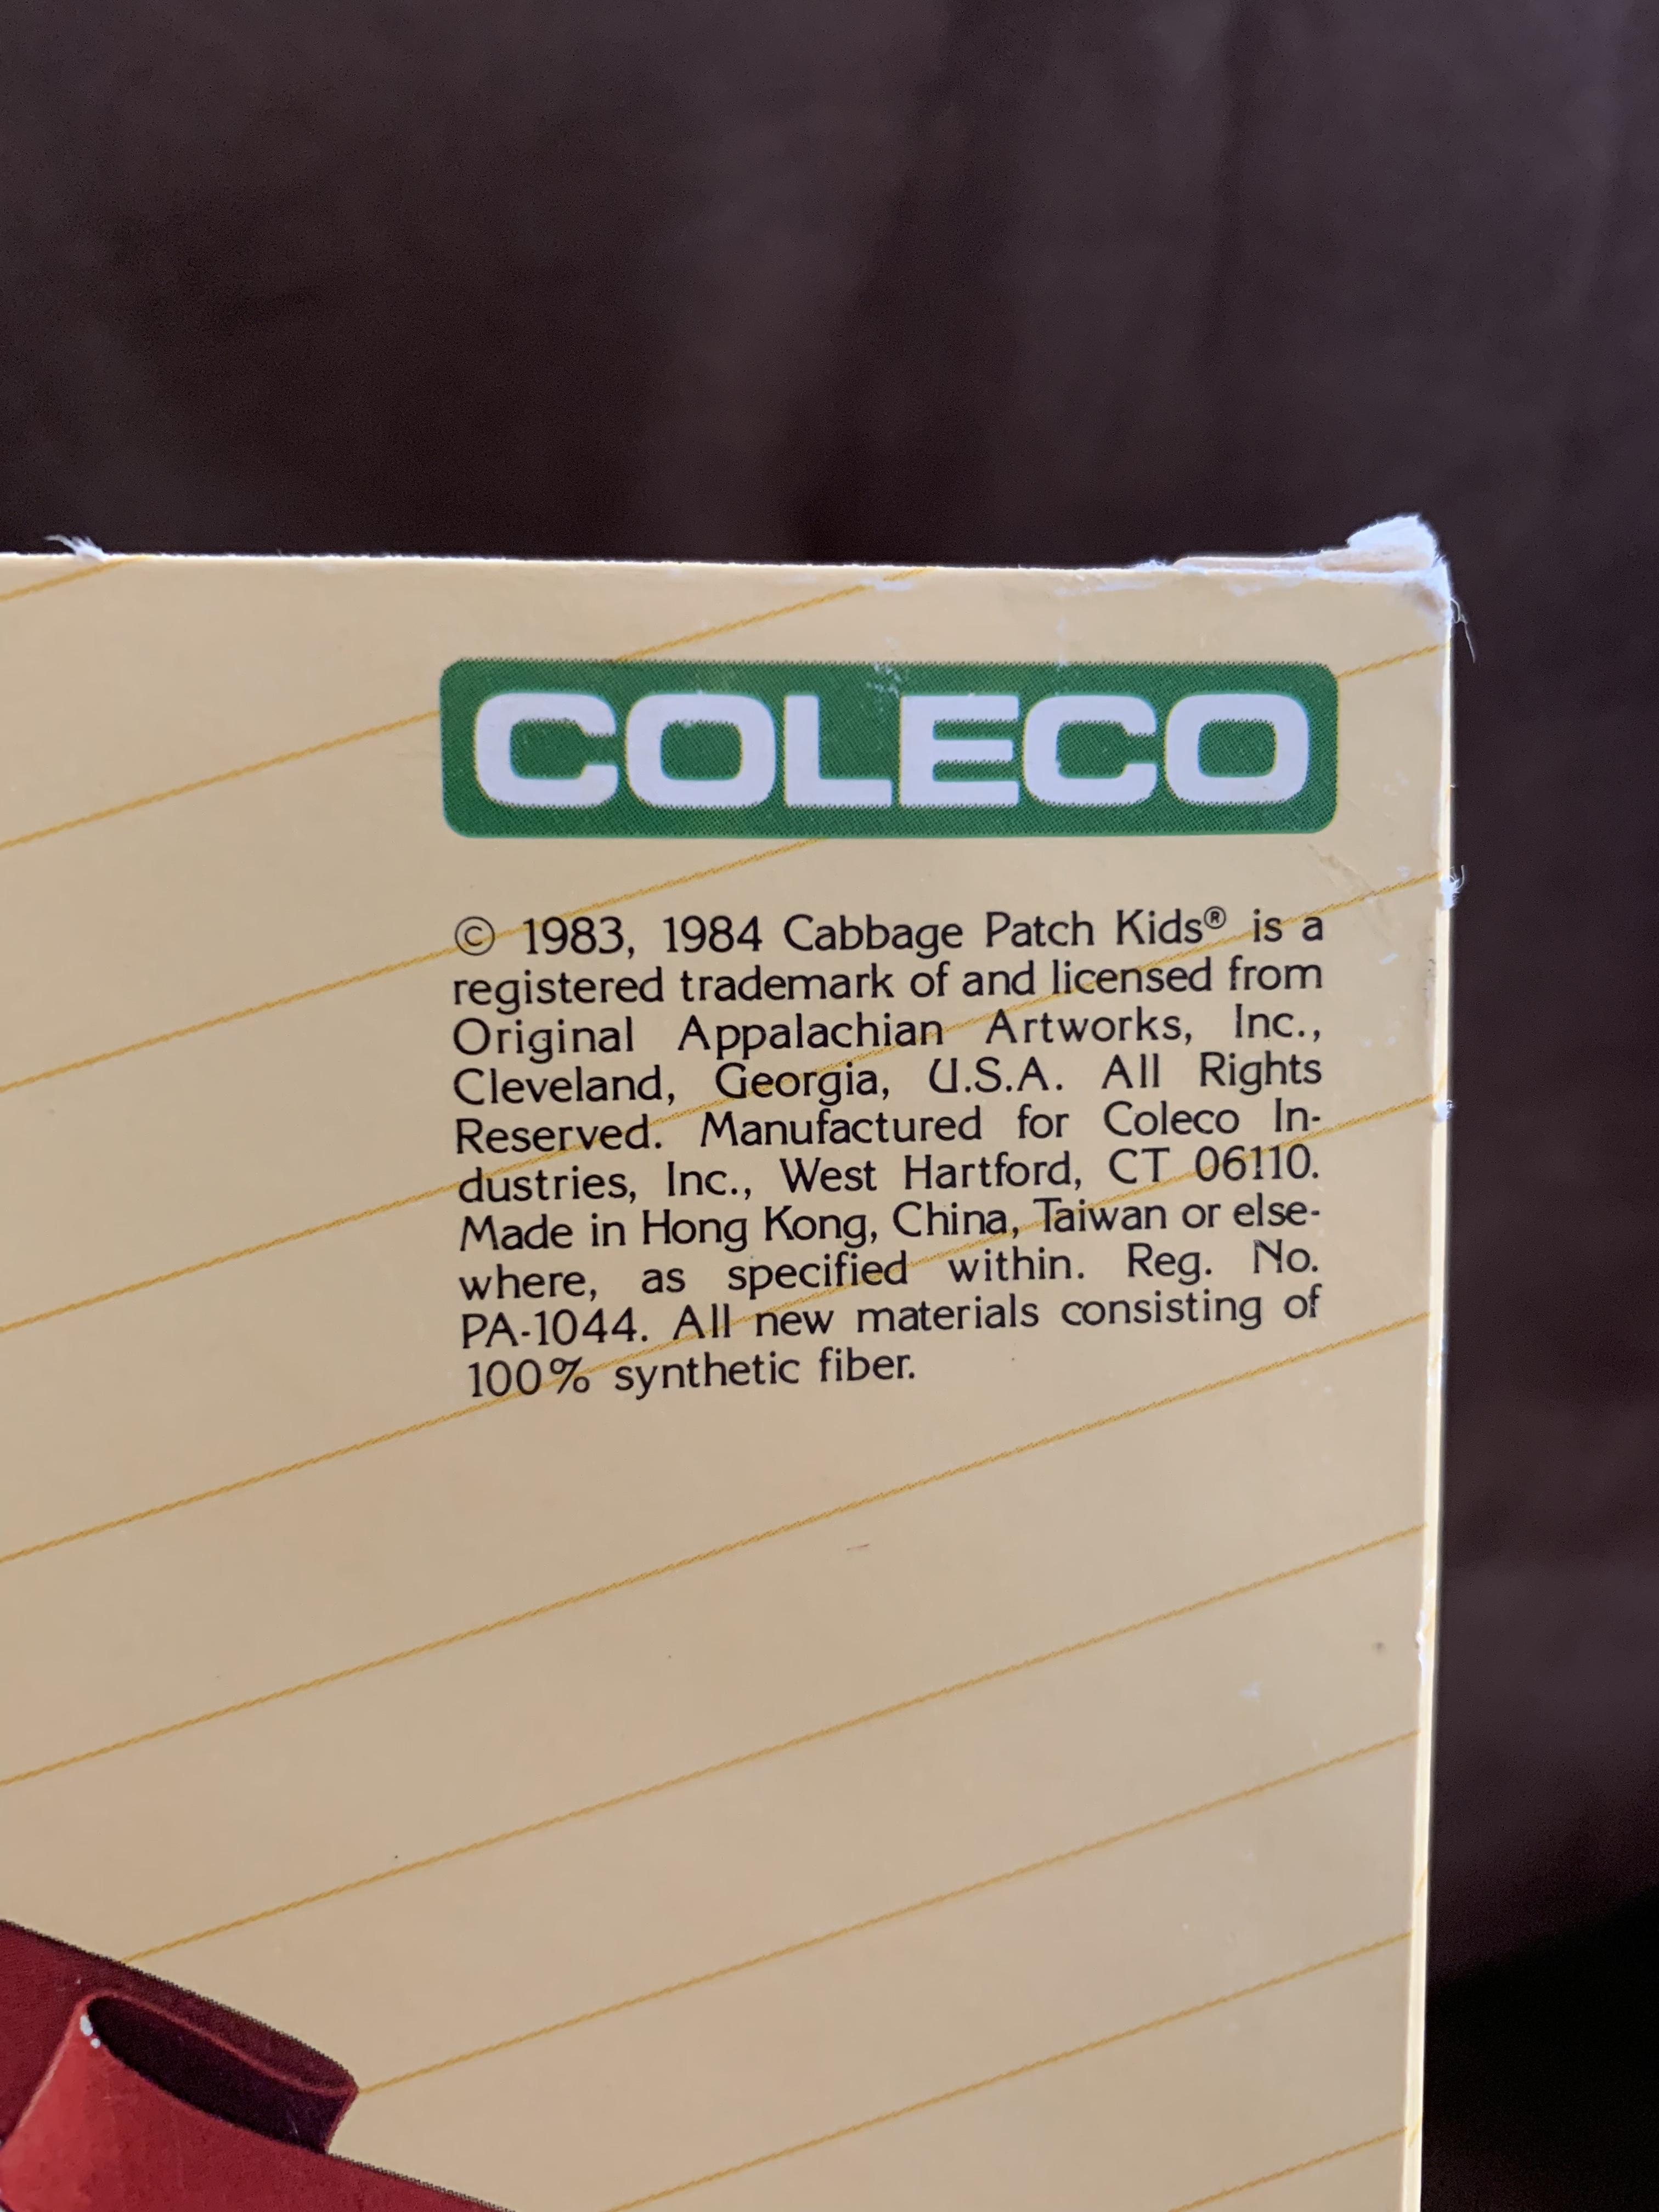 COLECO
© 1983, 1984 Cabbage Patch Kids® is a
registered trademark of and licensed from
Original Appalachian Artworks, Inc.,
Cleveland, Georgia, U.S.A. All Rights
Reserved. Manufactured for Coleco In-
dustries, Inc., West Hartford, CT 06110.
Made in Hong Kong, China, Taiwan or else-
where, as specified within. Reg. No.
PA-1044. All new materials consisting of
100% synthetic fiber.